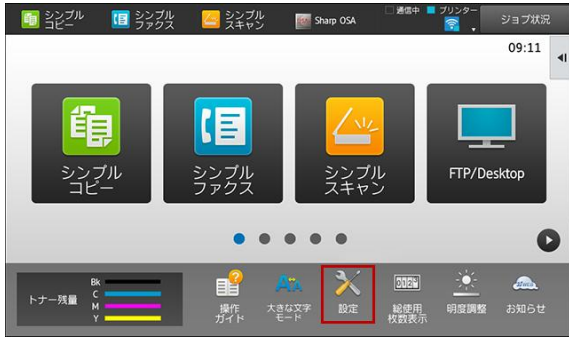 シンプル
コピー
シンプル
ファクス
シンプル
スキャン
Sharp OSA
通信中
プリンター
ジョブ状況
09:11
シンプル
コピー
シンプル
ファクス
シンプル
スキャン
FTP/Desktop
トナー残量
Bk
C
M
Y
操作
ガイド
大きな文字
モード
設定
総使用
枚数表示
明度調整
お知らせ